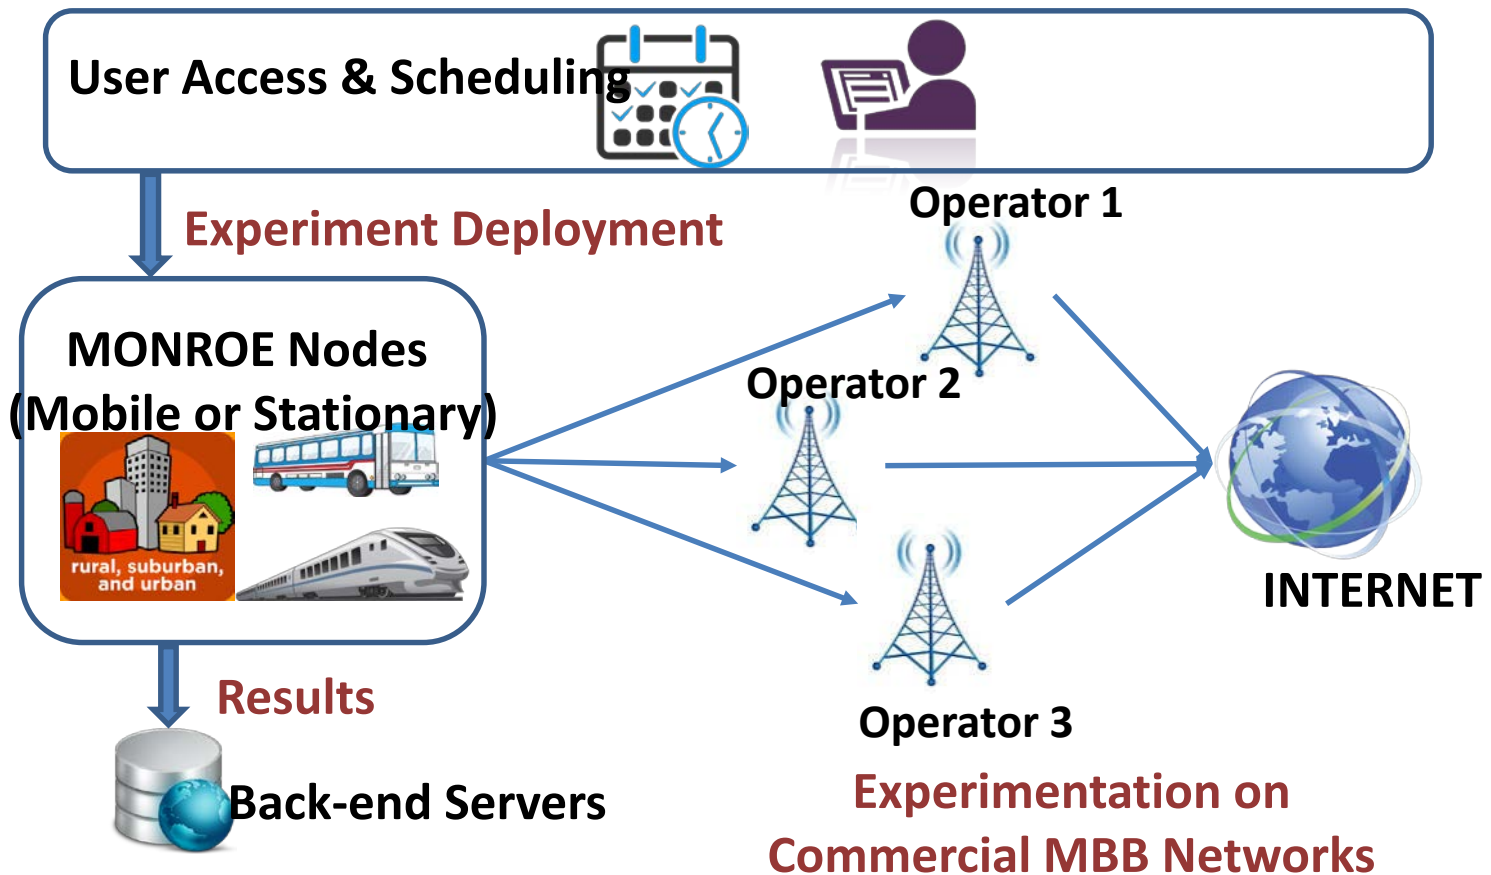 User Access & Scheduling
Operator 1
Experiment Deployment
MONROE Nodes
(Mobile or Stationary)
Operator 2
rural, suburban,
and urban
INTERNET
Results
Operator 3
Back-end Servers
Experimentation on
Commercial MBB Networks